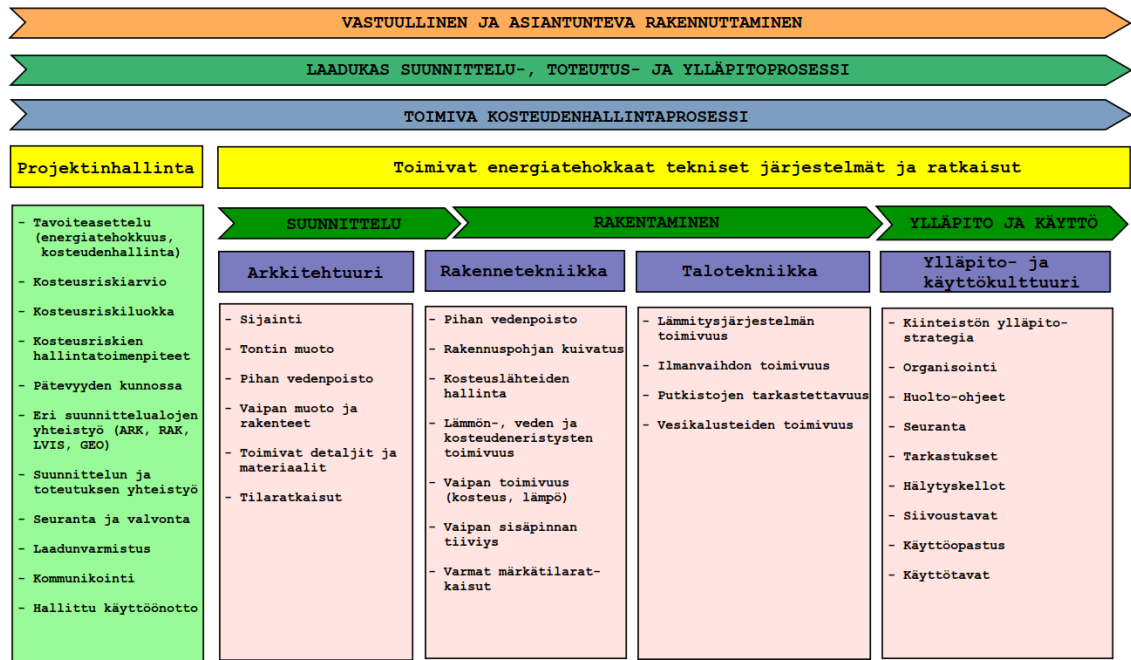 VASTUULLINEN JA ASIANTUNTEVA RAKENNUTTAMINEN
LAADUKAS SUUNNITTELU-, TOTEUTUS- JA YLLÄPITOPROSESSI
TOIMIVA KOSTEUDENHALLINTAPROSESSI
Projektinhallinta
Toimivat energiatehokkaat tekniset järjestelmät ja ratkaisut
- Tavoiteasettelu
(energiatehokkuus,
kosteudenhallinta)
- Kosteusriskiarvio
- Kosteusriskiluokka
- Kosteusriskien
hallintatoimenpiteet
- Pätevyyden kunnossa
- Eri suunnittelualojen
yhteistyö (ARK, RAK,
LVIS, GEO)
- Suunnittelun ja
toteutuksen yhteistyö
- Seuranta ja valvonta
- Laadunvarmistus
- Kommunikointi
- Hallittu käyttöönotto
SUUNNITTELU
RAKENTAMINEN
YLLÄPITO JA KÄYTTÖ
Arkkitehtuuri
- Sijainti
- Tontin muoto
- Pihan vedenpoisto
- Vaipan muoto ja
rakenteet
- Toimivat detaljit ja
materiaalit
- Tilaratkaisut
Rakennetekniikka
- Pihan vedenpoisto
- Rakennuspohjan kuivatus
- Kosteuslähteiden
hallinta
- Lämmön-, veden ja
kosteudeneristysten
toimivuus
- Vaipan toimivuus
(kosteus, lämpö)
- Vaipan sisäpinnan
tiiviys
- Varmat märkätilarat-
kaisut
Talotekniikka
- Lämmitysjärjestelmän
toimivuus
- Ilmanvaihdon toimivuus
- Putkistojen tarkastettavuus
- Vesikalusteiden toimivuus
Ylläpito- ja
käyttökulttuuri
- Kiinteistön ylläpito-
strategia
- Organisointi
- Huolto-ohjeet
- Seuranta
- Tarkastukset
- Hälytyskellot
- Siivoustavat
- Käyttöopastus
- Käyttötavat